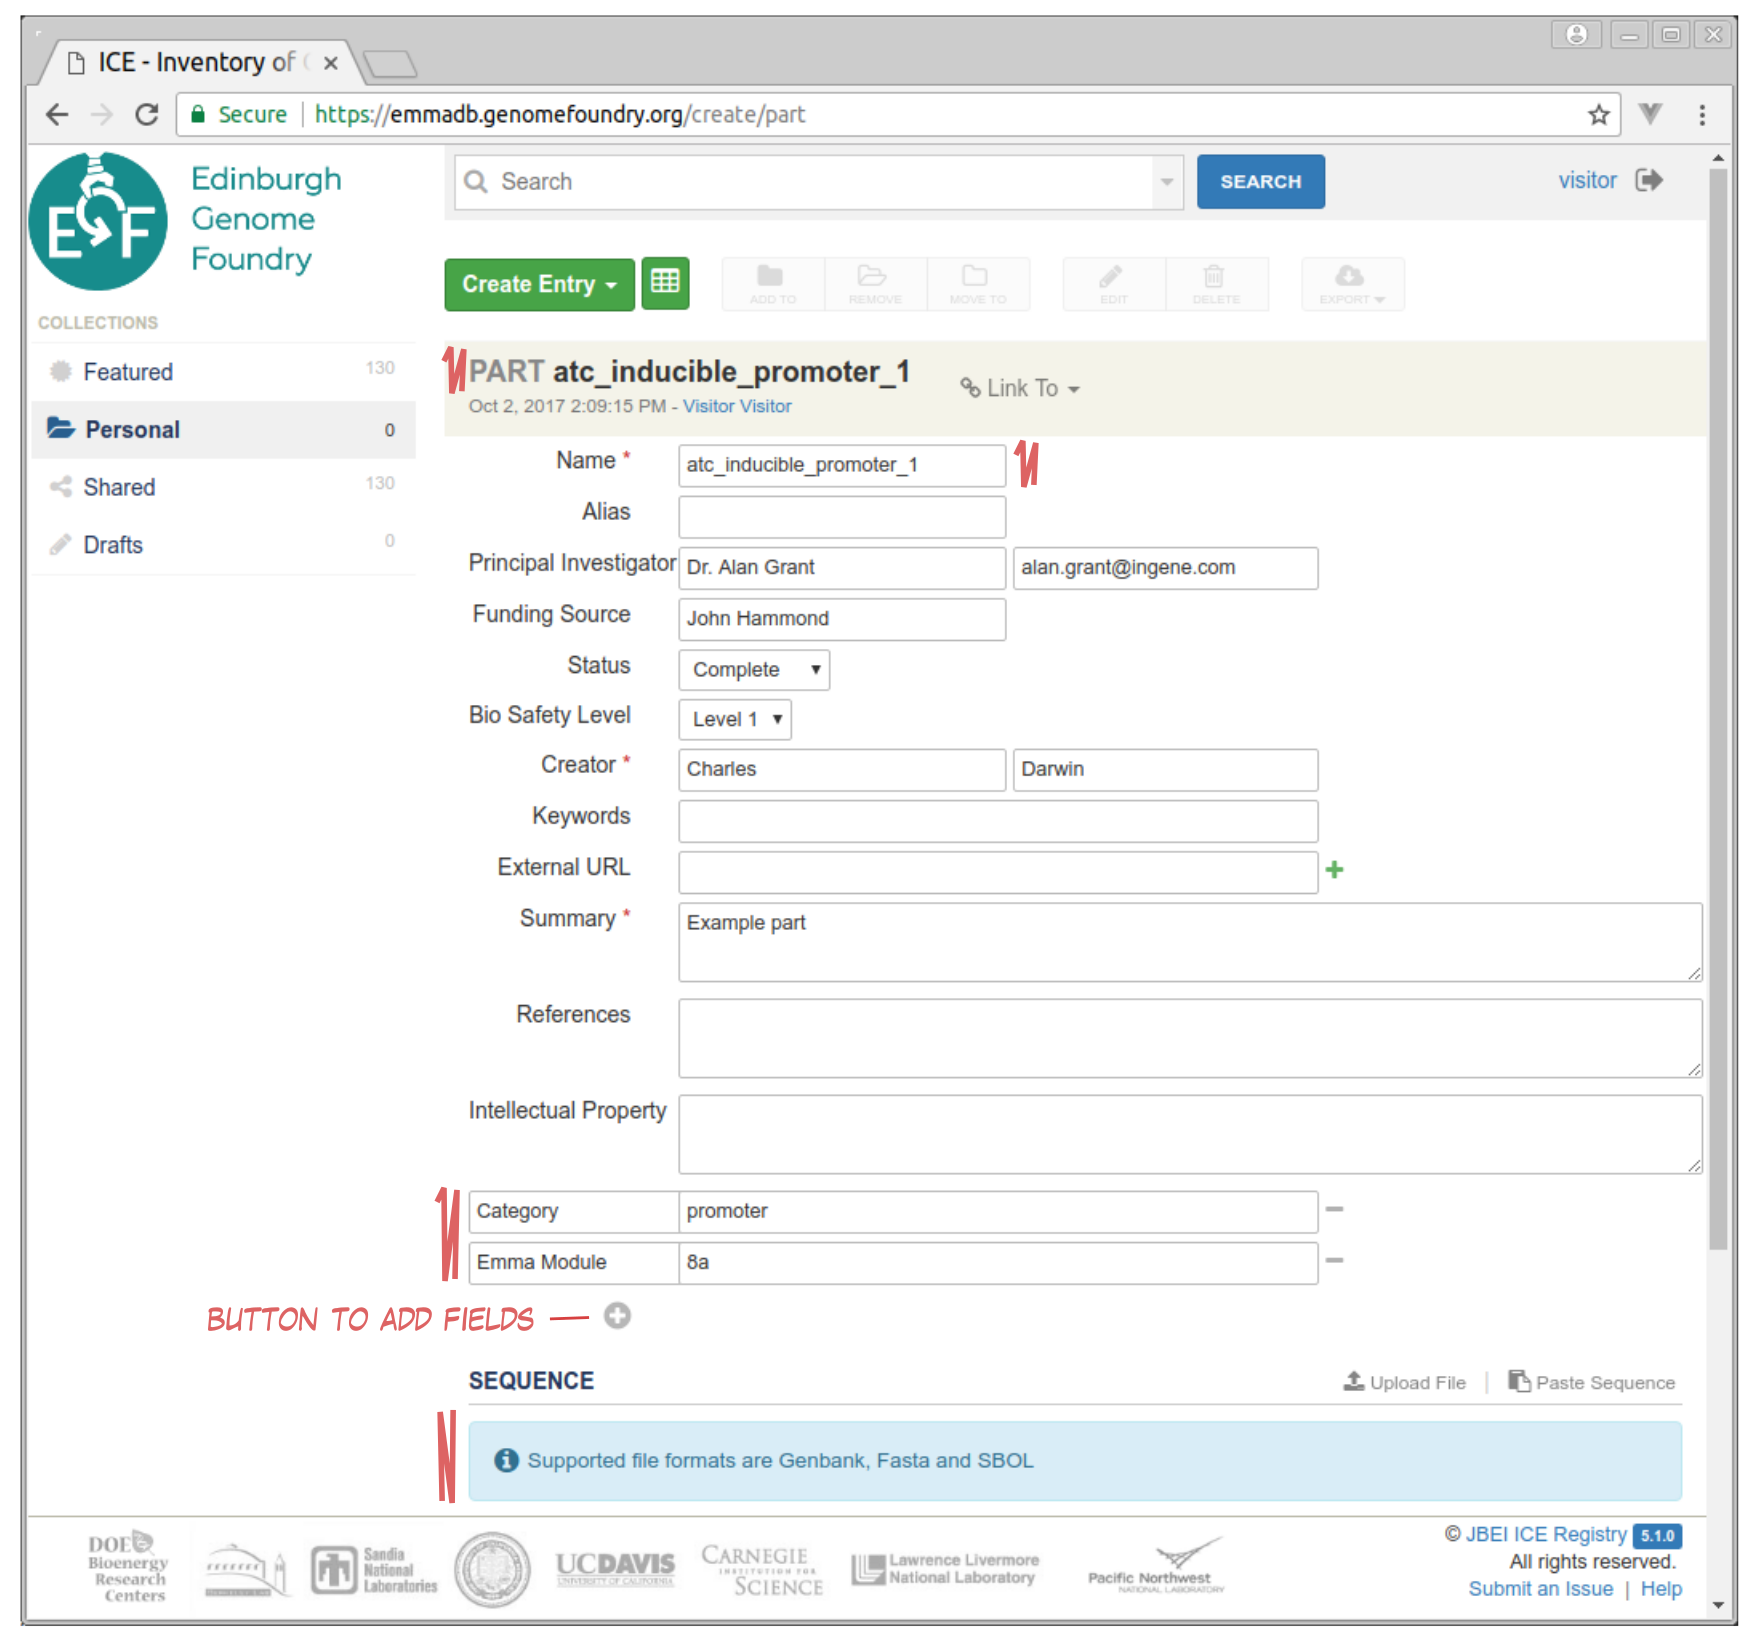 ICE - Inventory of
Secure | https://emmadb.genomefoundry.org/create/part
EGF
Edinburgh
Genome
Foundry
Search
SEARCH
visitor
Create Entry
ADD TO
REMOVE
MOVE TO
EDIT
DELETE
EXPORT
COLLECTIONS
Featured 130
Personal 0
Shared 130
Drafts 0
PART atc_inducible_promoter_1
Link To
Oct 2, 2017 2:09:15 PM - Visitor Visitor
Name * atc_inducible_promoter_1
Alias
Principal Investigator Dr. Alan Grant alan.grant@ingene.com
Funding Source John Hammond
Status Complete
Bio Safety Level Level 1
Creator * Charles Darwin
Keywords
External URL
Summary * Example part
References
Intellectual Property
Category promoter
Emma Module 8a
BUTTON TO ADD FIELDS
SEQUENCE
Upload File | Paste Sequence
Supported file formats are Genbank, Fasta and SBOL
DOE
Bioenergy
Research
Centers
Sandia
National
Laboratories
UCDAVIS
UNIVERSITY OF CALIFORNIA
CARNEGIE
INSTITUTION FOR
SCIENCE
Lawrence Livermore
National Laboratory
Pacific Northwest
NATIONAL LABORATORY
© JBEI ICE Registry 5.1.0
All rights reserved.
Submit an Issue | Help